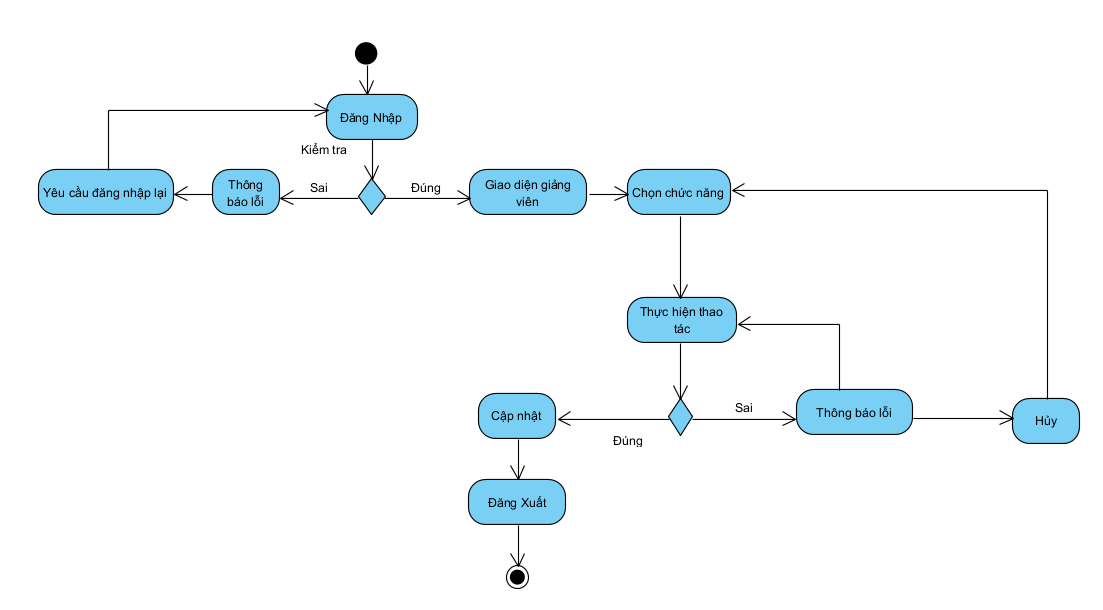 Đăng Nhập
Kiểm tra
Yêu cầu đăng nhập lại
Thông
báo lỗi
Sai
Đúng
Giao diện giảng
viên
Chọn chức năng
Thực hiện thao
tác
Cập nhật
Đúng
Sai
Thông báo lỗi
Hủy
Đăng Xuất